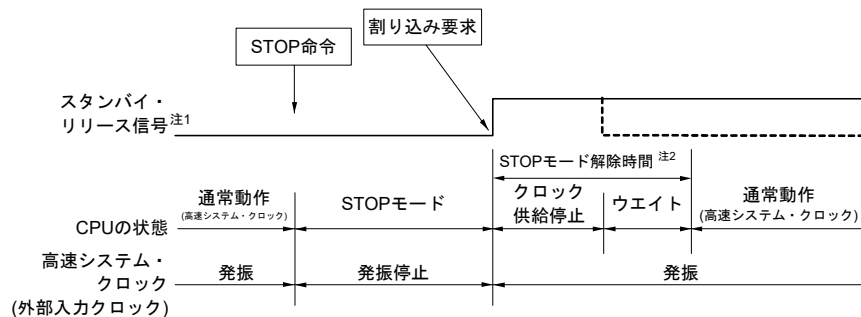 割り込み要求
STOP命令
スタンバイ・
リリース信号注1
STOPモード解除時間 注2
通常動作
(高速システム・クロック)
STOPモード
クロック
供給停止
ウエイト
通常動作
(高速システム・クロック)
CPUの状態
高速システム・
クロック
(外部入力クロック)
発振
発振停止
発振